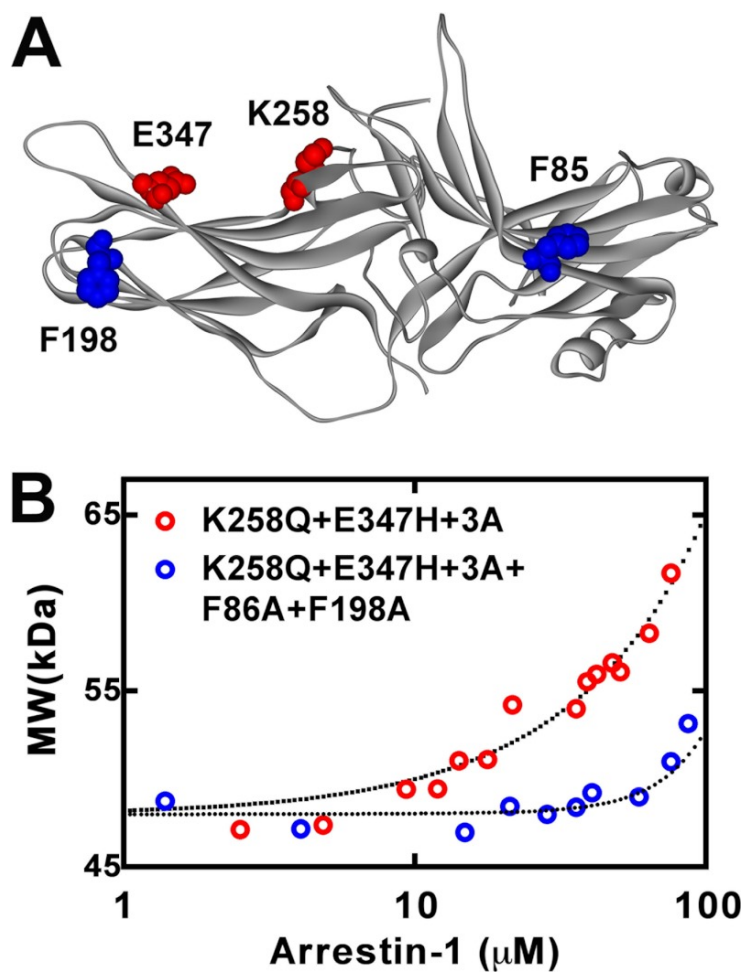 A
E347
K258
F85
F198
B
K258Q+E347H+3A
K258Q+E347H+3A+
F86A+F198A
MW(kDa)
65
55
45
1
10
100
Arrestin-1 (μM)